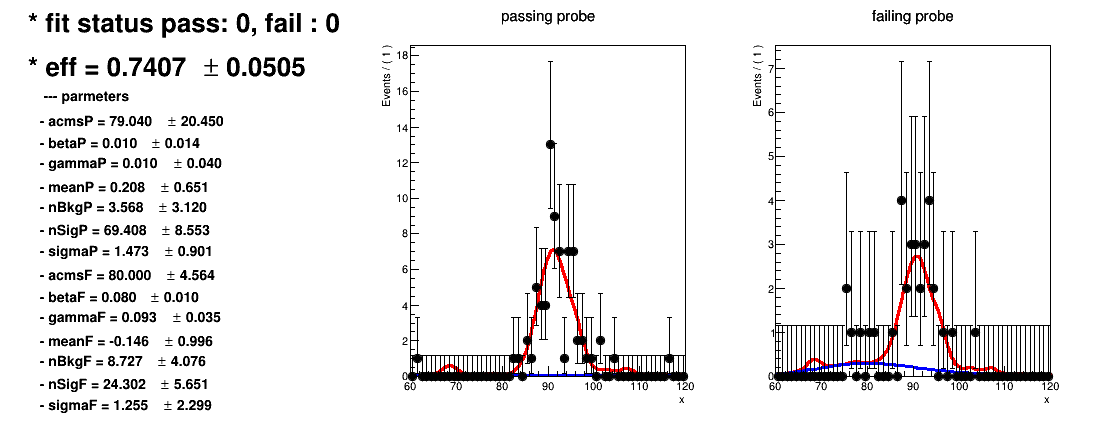 * fit status pass: 0, fail : 0
* eff = 0.7407 ± 0.0505
--- parmeters
- acmsP = 79.040 ± 20.450
- betaP = 0.010 ± 0.014
- gammaP = 0.010 ± 0.040
- meanP = 0.208 ± 0.651
- nBkgP = 3.568 ± 3.120
- nSigP = 69.408 ± 8.553
- sigmaP = 1.473 ± 0.901
- acmsF = 80.000 ± 4.564
- betaF = 0.080 ± 0.010
- gammaF = 0.093 ± 0.035
- meanF = -0.146 ± 0.996
- nBkgF = 8.727 ± 4.076
- nSigF = 24.302 ± 5.651
- sigmaF = 1.255 ± 2.299
passing probe
Events / ( 1 )
18
16
14
12
10
8
6
4
2
0
60 70 80 90 100 110 120
x
failing probe
Events / ( 1 )
7
6
5
4
3
2
1
0
60 70 80 90 100 110 120
x